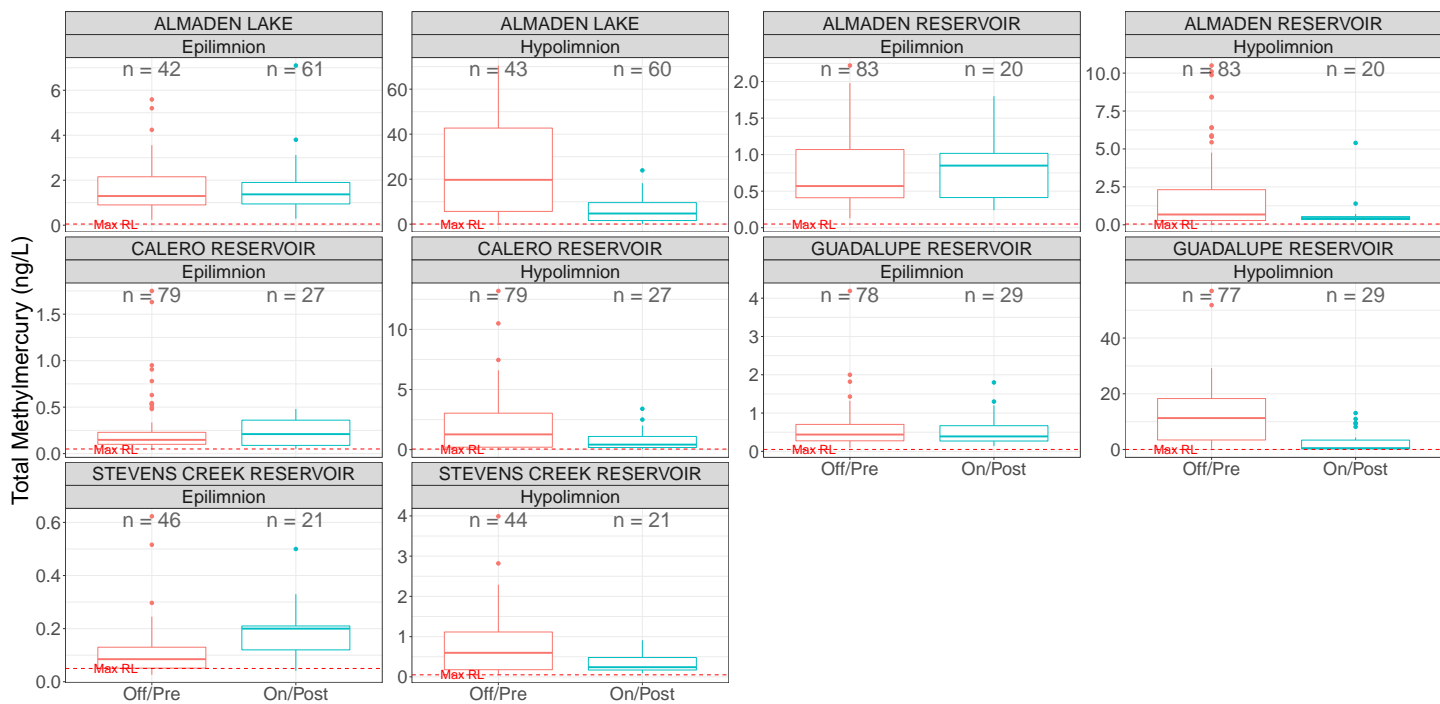 Total Methylmercury (ng/L)
ALMADEN LAKE
Epilimnion
n = 42 n = 61
6
4
2
0
Max RL
ALMADEN LAKE
Hypolimnion
n = 43 n = 60
60
40
20
0
Max RL
ALMADEN RESERVOIR
Epilimnion
n = 83 n = 20
2.0
1.5
1.0
0.5
0.0
Max RL
ALMADEN RESERVOIR
Hypolimnion
n = 83 n = 20
10.0
7.5
5.0
2.5
0.0
Max RL
CALERO RESERVOIR
Epilimnion
n = 79 n = 27
1.5
1.0
0.5
0.0
Max RL
CALERO RESERVOIR
Hypolimnion
n = 79 n = 27
10
5
0
Max RL
GUADALUPE RESERVOIR
Epilimnion
n = 78 n = 29
4
3
2
1
0
Max RL
Off/Pre On/Post
GUADALUPE RESERVOIR
Hypolimnion
n = 77 n = 29
40
20
0
Max RL
Off/Pre On/Post
STEVENS CREEK RESERVOIR
Epilimnion
n = 46 n = 21
0.6
0.4
0.2
0.0
Max RL
Off/Pre On/Post
STEVENS CREEK RESERVOIR
Hypolimnion
n = 44 n = 21
4
3
2
1
0
Max RL
Off/Pre On/Post